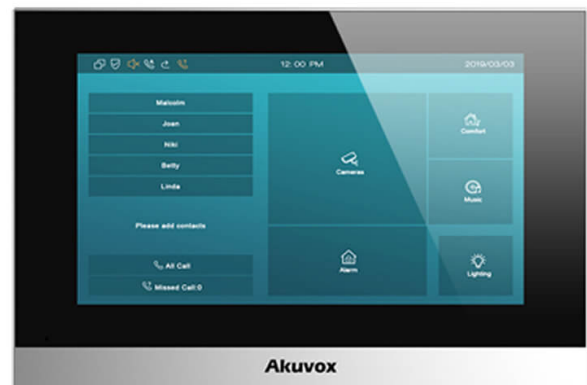 12:00 PM
2019/03/03
Malcolm
Joan
Niki
Betty
Linda
Please add contacts
All Call
Missed Call:0
Cameras
Comfort
Music
Alarm
Lighting
Akuvox